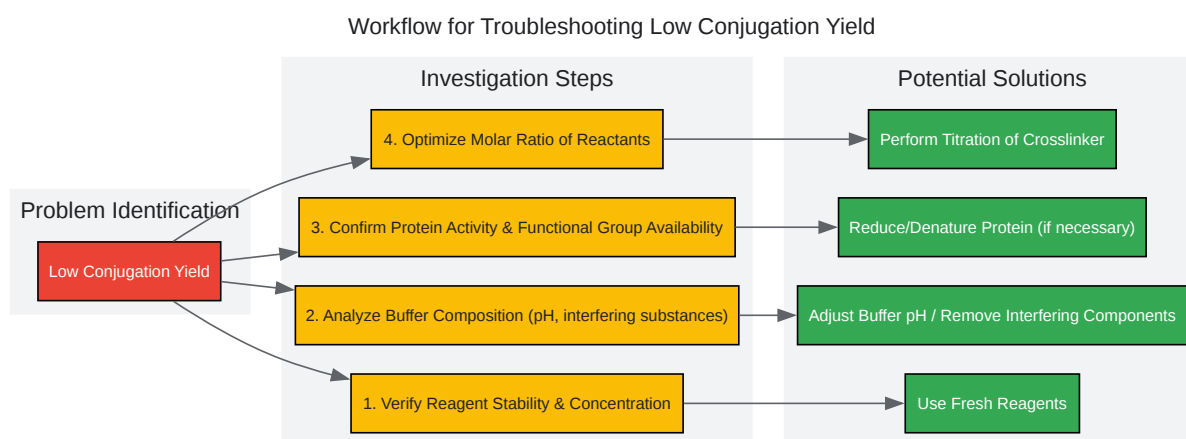 Workflow for Troubleshooting Low Conjugation Yield
Problem Identification
Low Conjugation Yield
Investigation Steps
4. Optimize Molar Ratio of Reactants
3. Confirm Protein Activity & Functional Group Availability
2. Analyze Buffer Composition (pH, interfering substances)
1. Verify Reagent Stability & Concentration
Potential Solutions
Perform Titration of Crosslinker
Reduce/Denature Protein (if necessary)
Adjust Buffer pH / Remove Interfering Components
Use Fresh Reagents